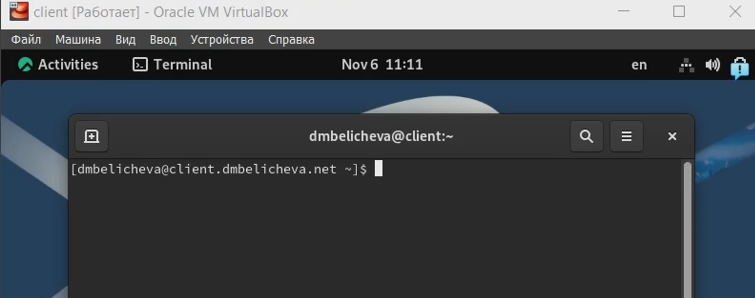 client [Работает] - Oracle VM VirtualBox
Файл Машина Вид Ввод Устройства Справка
Activities Terminal Nov 6 11:11 en
dmbelicheva@client:~
[dmbelicheva@client.dmbelicheva.net ~]$